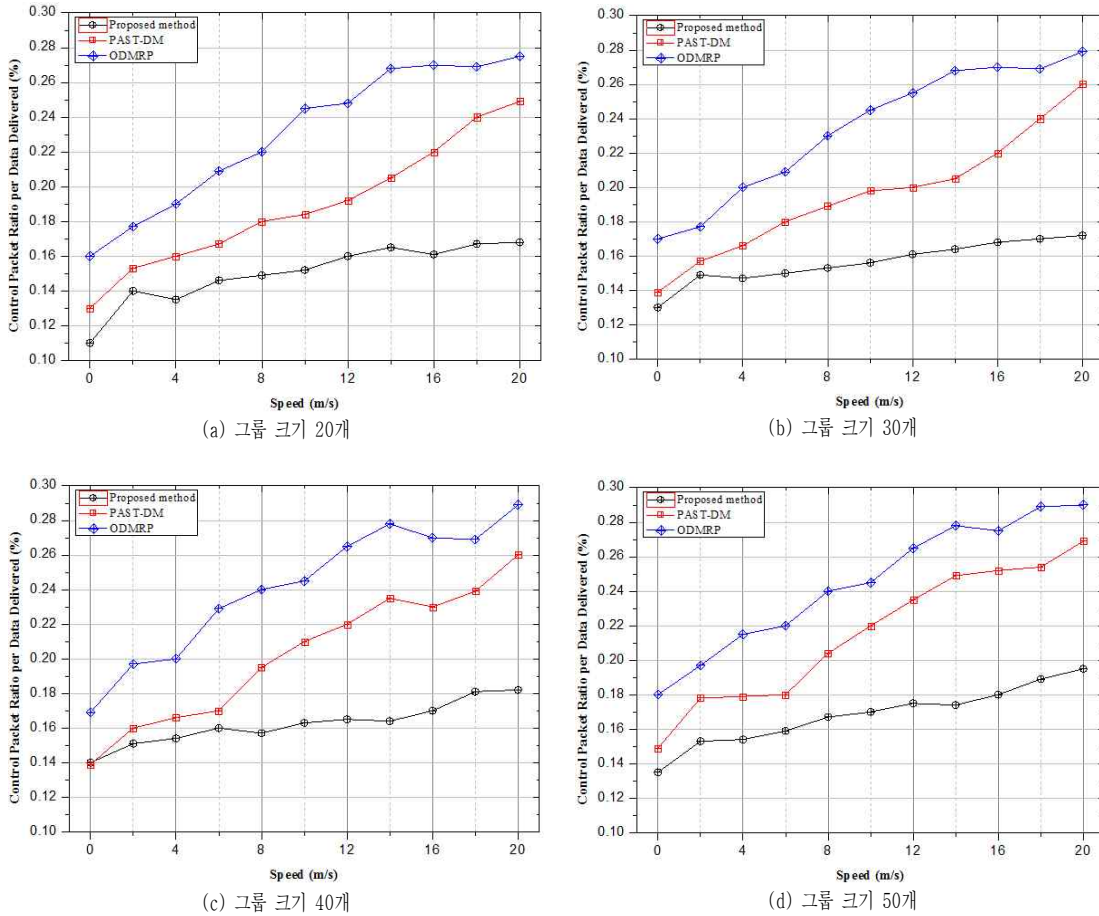 Proposed method
PAST-DM
ODMRP
Control Packet Ratio per Data Delivered (%)
0.30
0.28
0.26
0.24
0.22
0.20
0.18
0.16
0.14
0.12
0.10
0 4 8 12 16 20
Speed (m/s)
(a) 그룹 크기 20개
Proposed method
PAST-DM
ODMRP
Control Packet Ratio per Data Delivered (%)
0.30
0.28
0.26
0.24
0.22
0.20
0.18
0.16
0.14
0.12
0.10
0 4 8 12 16 20
Speed (m/s)
(b) 그룹 크기 30개
Proposed method
PAST-DM
ODMRP
Control Packet Ratio per Data Delivered (%)
0.30
0.28
0.26
0.24
0.22
0.20
0.18
0.16
0.14
0.12
0.10
0 4 8 12 16 20
Speed (m/s)
(c) 그룹 크기 40개
Proposed method
PAST-DM
ODMRP
Control Packet Ratio per Data Delivered (%)
0.30
0.28
0.26
0.24
0.22
0.20
0.18
0.16
0.14
0.12
0.10
0 4 8 12 16 20
Speed (m/s)
(d) 그룹 크기 50개